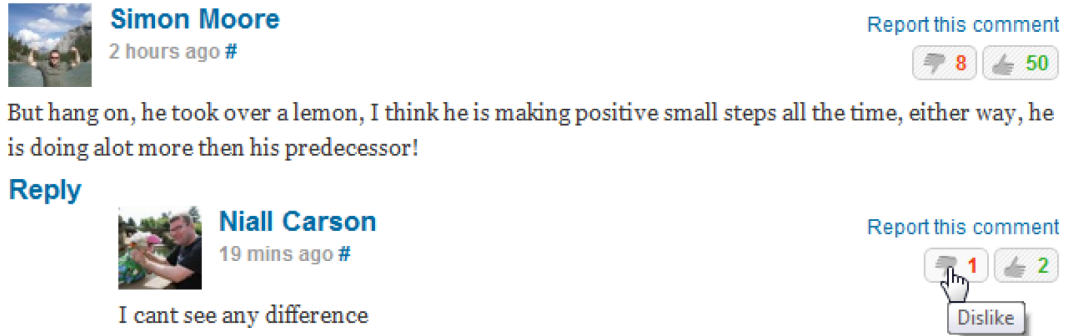 Simon Moore
Report this comment
2 hours ago #
8 50
But hang on, he took over a lemon, I think he is making positive small steps all the time, either way, he
is doing alot more then his predecessor!
Reply
Niall Carson
Report this comment
19 mins ago #
1 2
Dislike
I cant see any difference